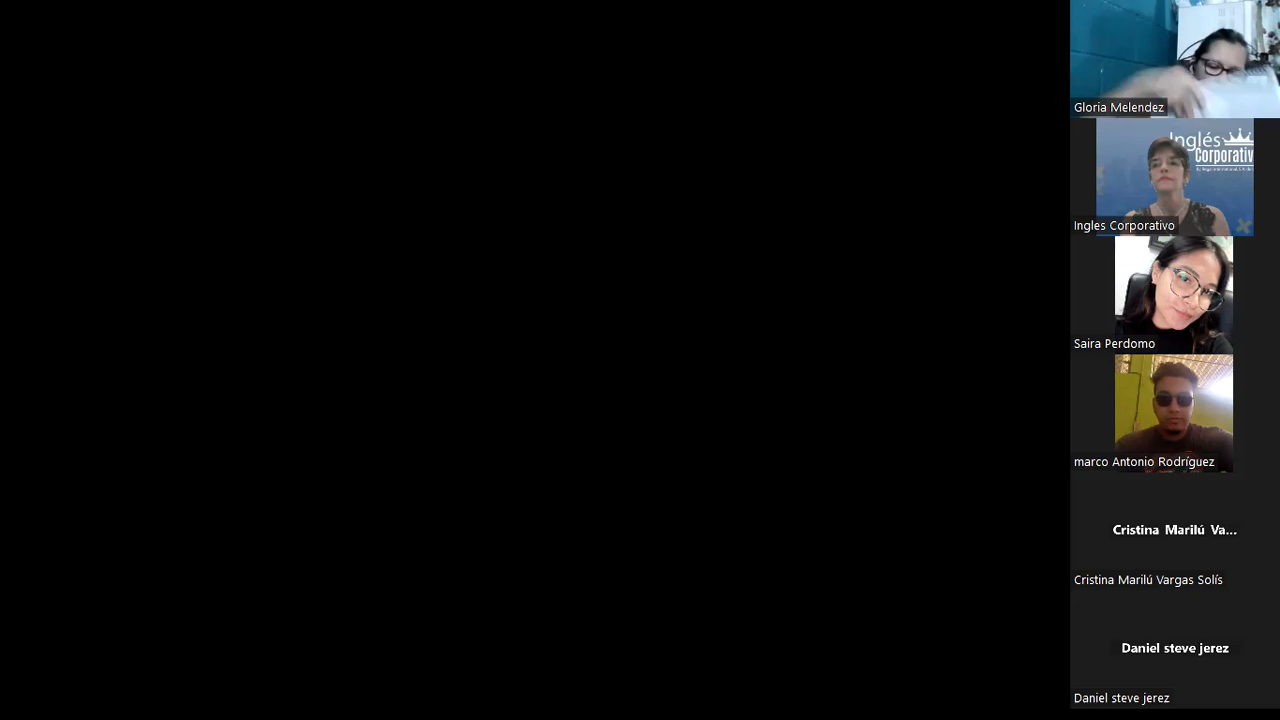 Gloria Melendez
Inglés
Corporativ
Ingles Corporativo
Saira Perdomo
marco Antonio Rodríguez
Cristina Marilú Va...
Cristina Marilú Vargas Solís
Daniel steve jerez
Daniel steve jerez